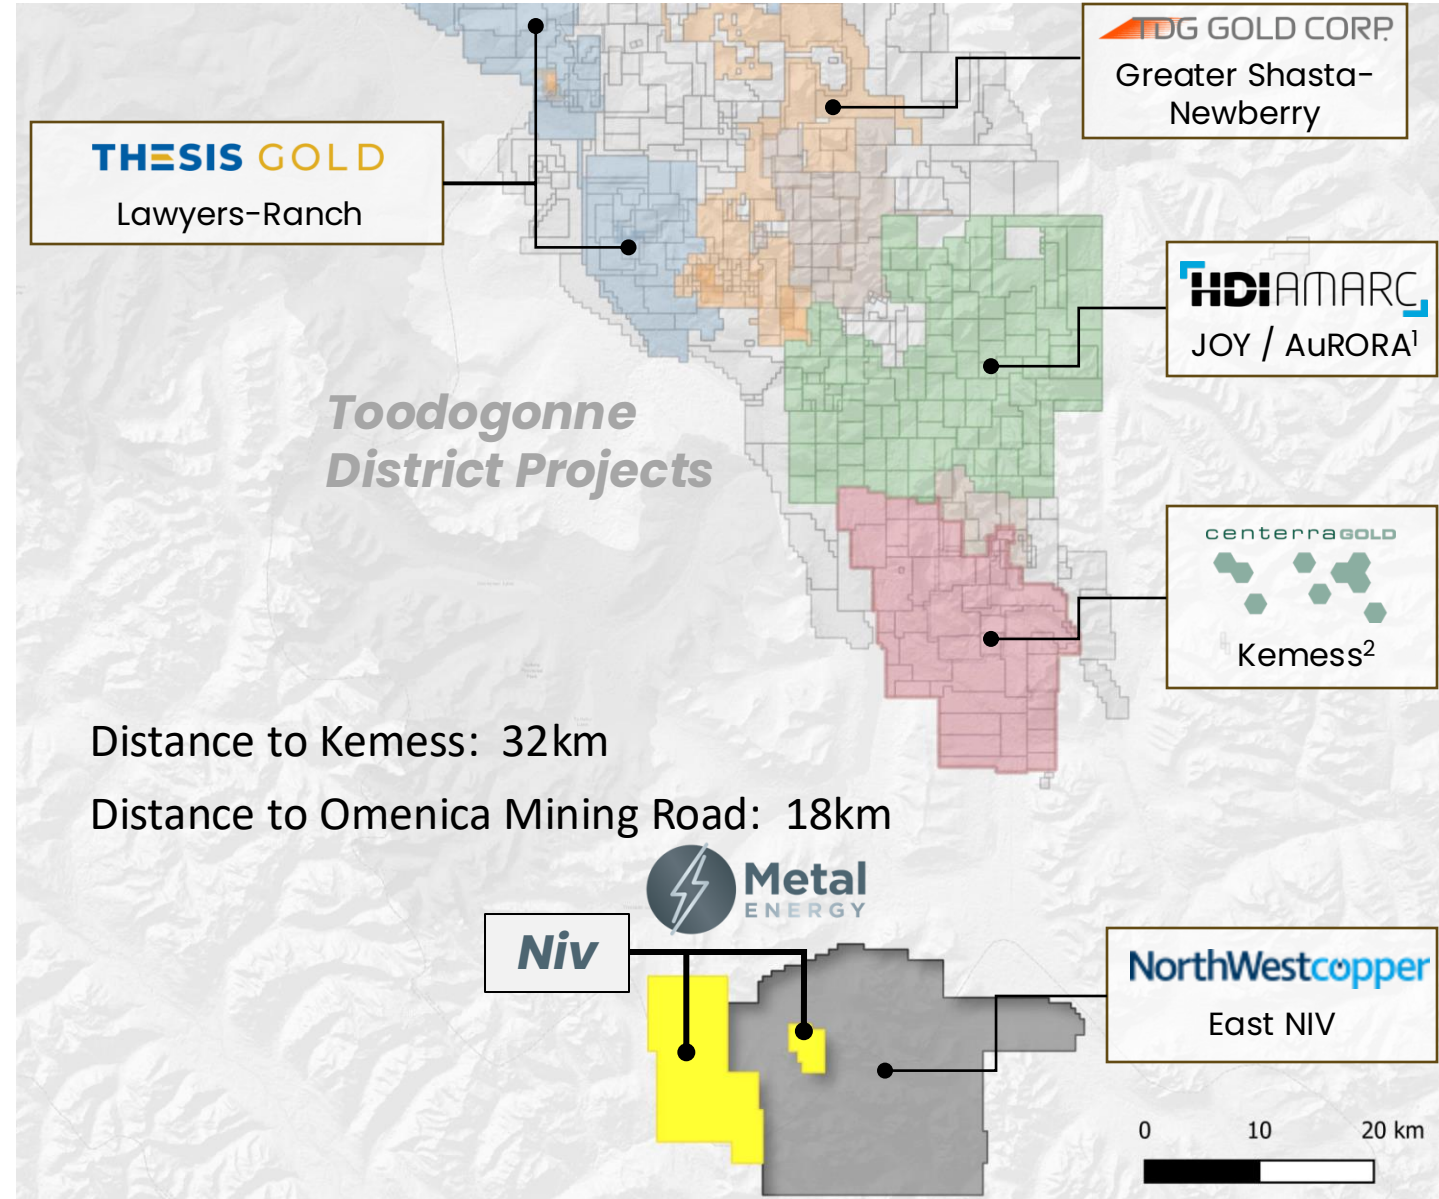 TDG GOLD CORP.
Greater Shasta-
Newberry
THESIS GOLD
Lawyers-Ranch
HDI AMARC
JOY / AuRORA¹
Toodogonne
District Projects
centerra GOLD
Kemess²
Distance to Kemess: 32km
Distance to Omenica Mining Road: 18km
Metal
ENERGY
Niv
NorthWestcopper
East NIV
0 10 20 km